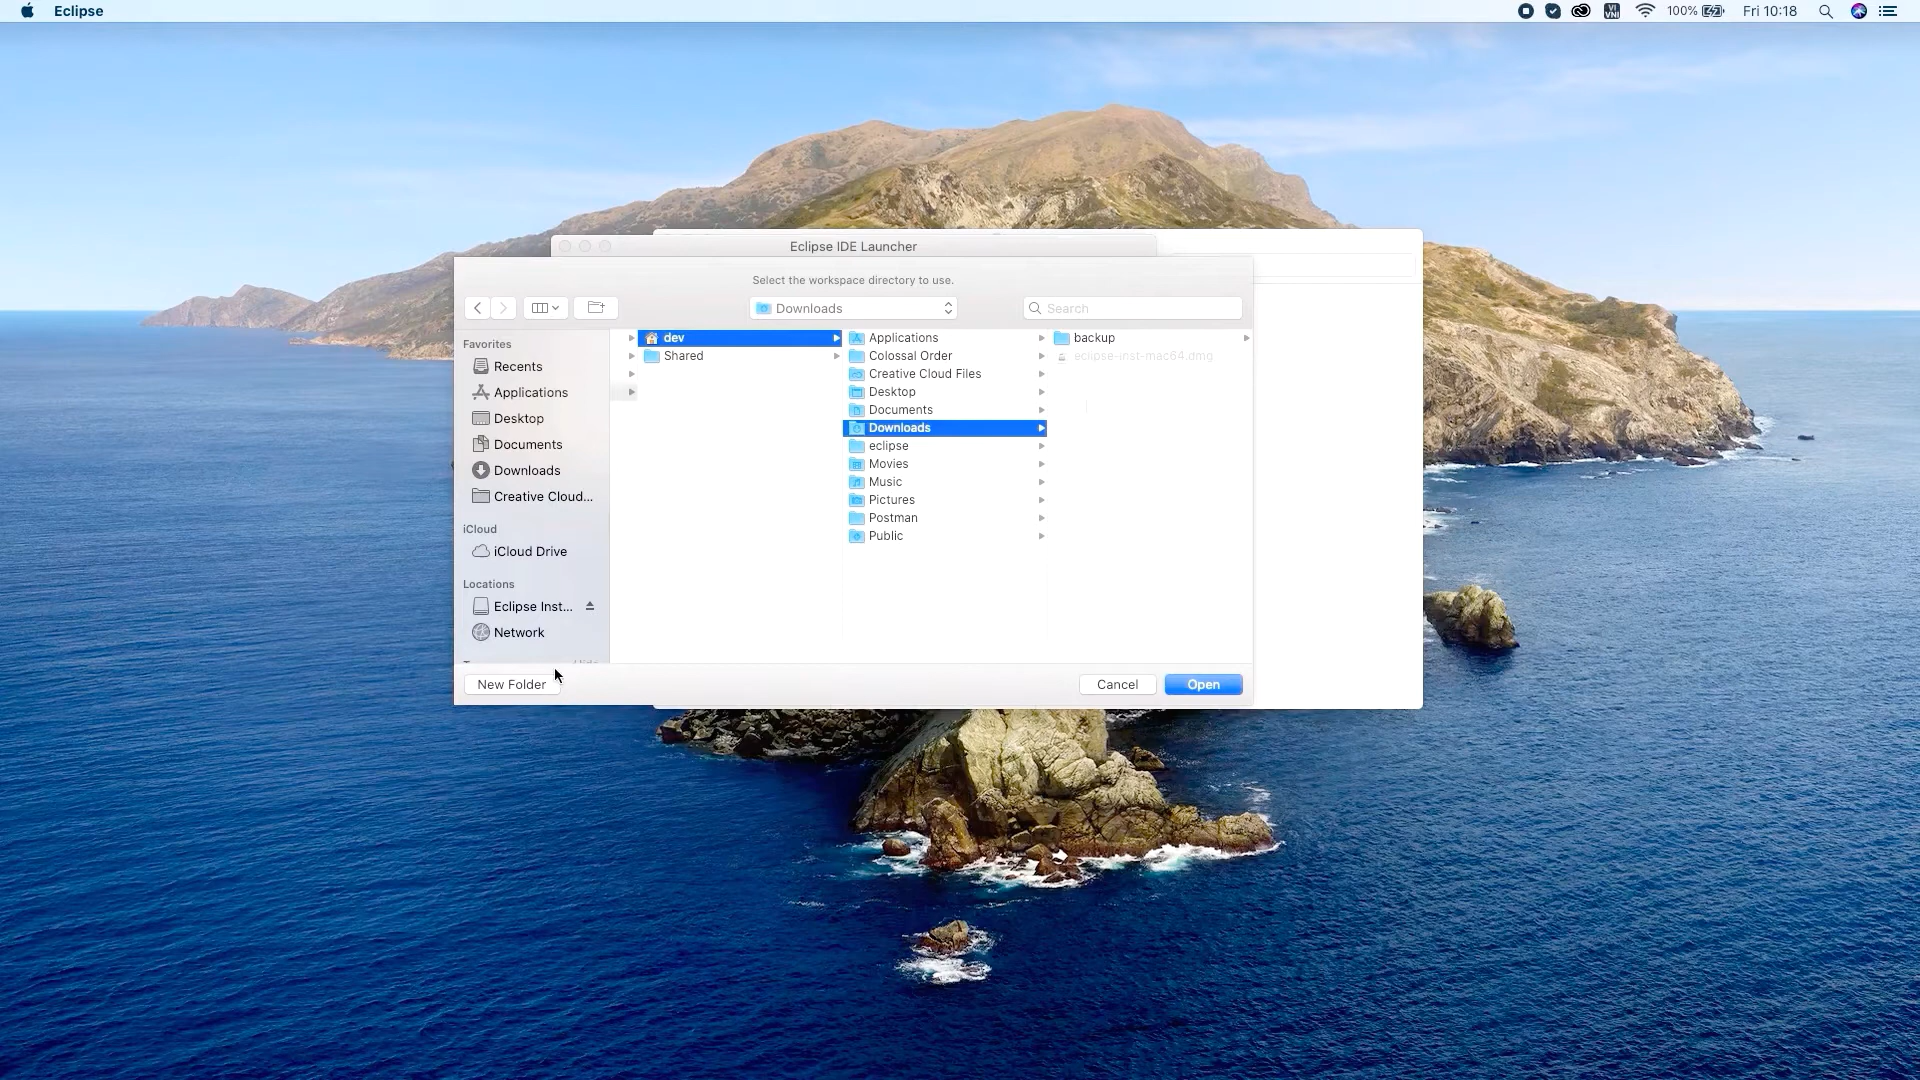 Eclipse
VI
VNI
100%
Fri 10:18
Eclipse IDE Launcher
Select the workspace directory to use.
Downloads
Search
Favorites
Recents
Applications
Desktop
Documents
Downloads
Creative Cloud...
iCloud
iCloud Drive
Locations
Eclipse Inst...
Network
dev
Shared
Applications
Colossal Order
Creative Cloud Files
Desktop
Documents
Downloads
eclipse
Movies
Music
Pictures
Postman
Public
backup
eclipse-inst-mac64.dmg
New Folder
Cancel
Open